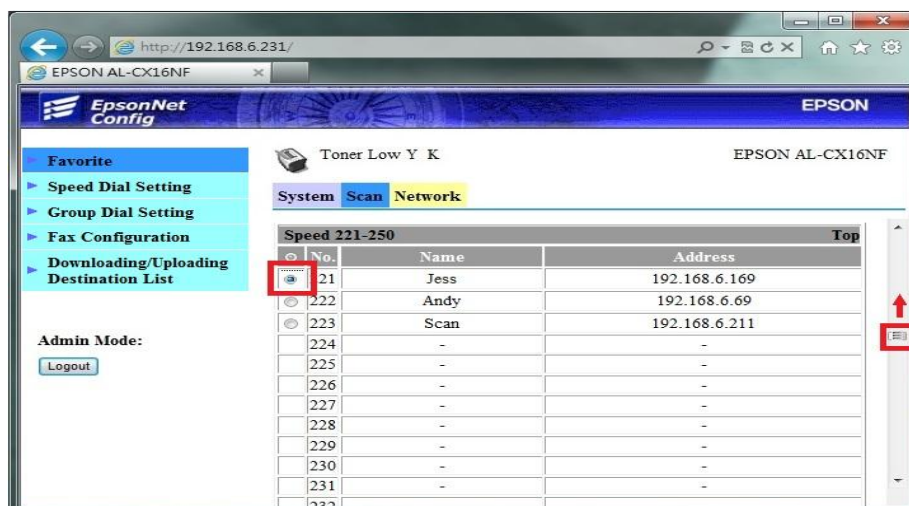 http://192.168.6.231/
EPSON AL-CX16NF
EpsonNet
Config
EPSON
Favorite
Speed Dial Setting
Group Dial Setting
Fax Configuration
Downloading/Uploading
Destination List
Admin Mode:
Logout
Toner Low Y K
EPSON AL-CX16NF
System Scan Network
Speed 221-250 Top
No. Name Address
221 Jess 192.168.6.169
222 Andy 192.168.6.69
223 Scan 192.168.6.211
224 - -
225 - -
226 - -
227 - -
228 - -
229 - -
230 - -
231 - -